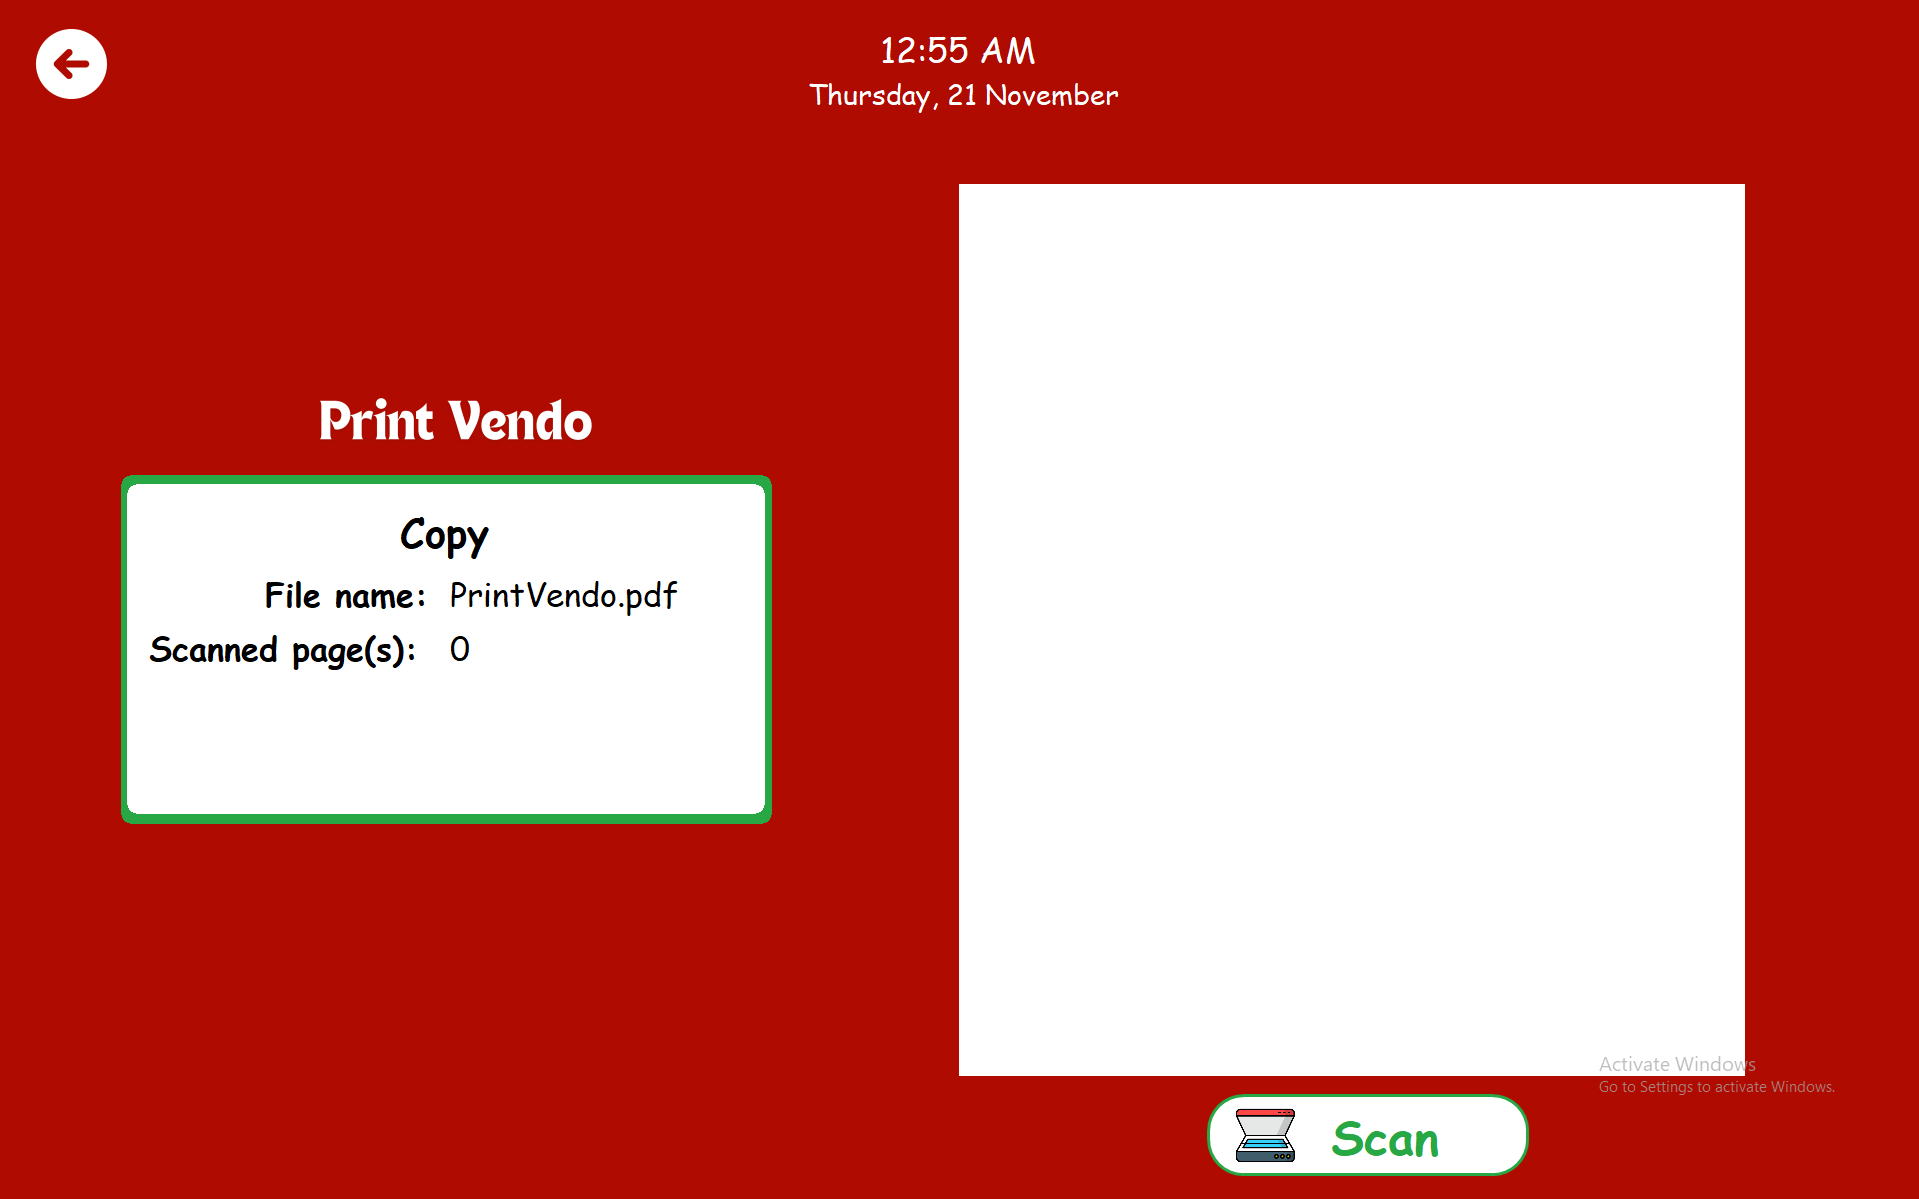 12:55 AM
Thursday, 21 November
Print Vendo
Copy
File name: PrintVendo.pdf
Scanned page(s): 0
Activate Windows
Go to Settings to activate Windows.
Scan